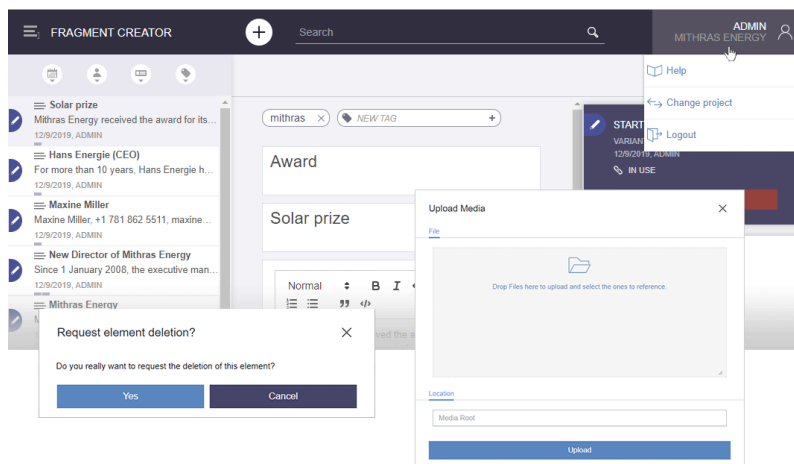 FRAGMENT CREATOR
Search
ADMIN
MITHRAS ENERGY
Help
Change project
Logout
Solar prize
Mithras Energy received the award for its...
12/9/2019, ADMIN
Hans Energie (CEO)
For more than 10 years, Hans Energie h...
12/9/2019, ADMIN
Maxine Miller
Maxine Miller, +1 781 862 5511, maxine...
12/9/2019, ADMIN
New Director of Mithras Energy
Since 1 January 2008, the executive man...
12/9/2019, ADMIN
Mithras Energy
mithras
NEW TAG
Award
Solar prize
Normal
B I
ved the a
START
VARIAN
12/9/2019, ADMIN
IN USE
Request element deletion?
Do you really want to request the deletion of this element?
Yes
Cancel
Upload Media
File
Drop Files here to upload and select the ones to reference.
Location
Media Root
Upload